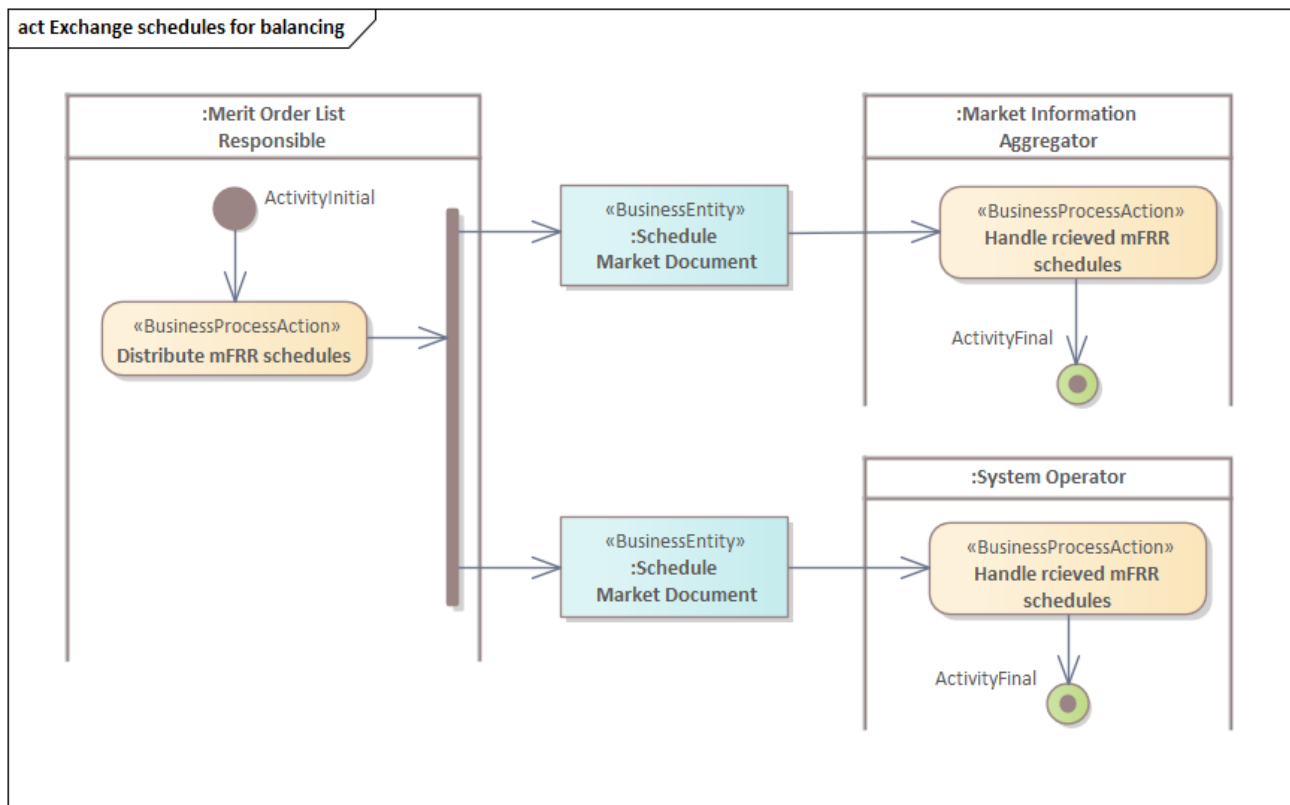 act Exchange schedules for balancing
:Merit Order List
Responsible
ActivityInitial
«BusinessProcessAction»
Distribute mFRR schedules
«BusinessEntity»
:Schedule
Market Document
:Market Information
Aggregator
«BusinessProcessAction»
Handle rcieved mFRR
schedules
ActivityFinal
«BusinessEntity»
:Schedule
Market Document
:System Operator
«BusinessProcessAction»
Handle rcieved mFRR
schedules
ActivityFinal